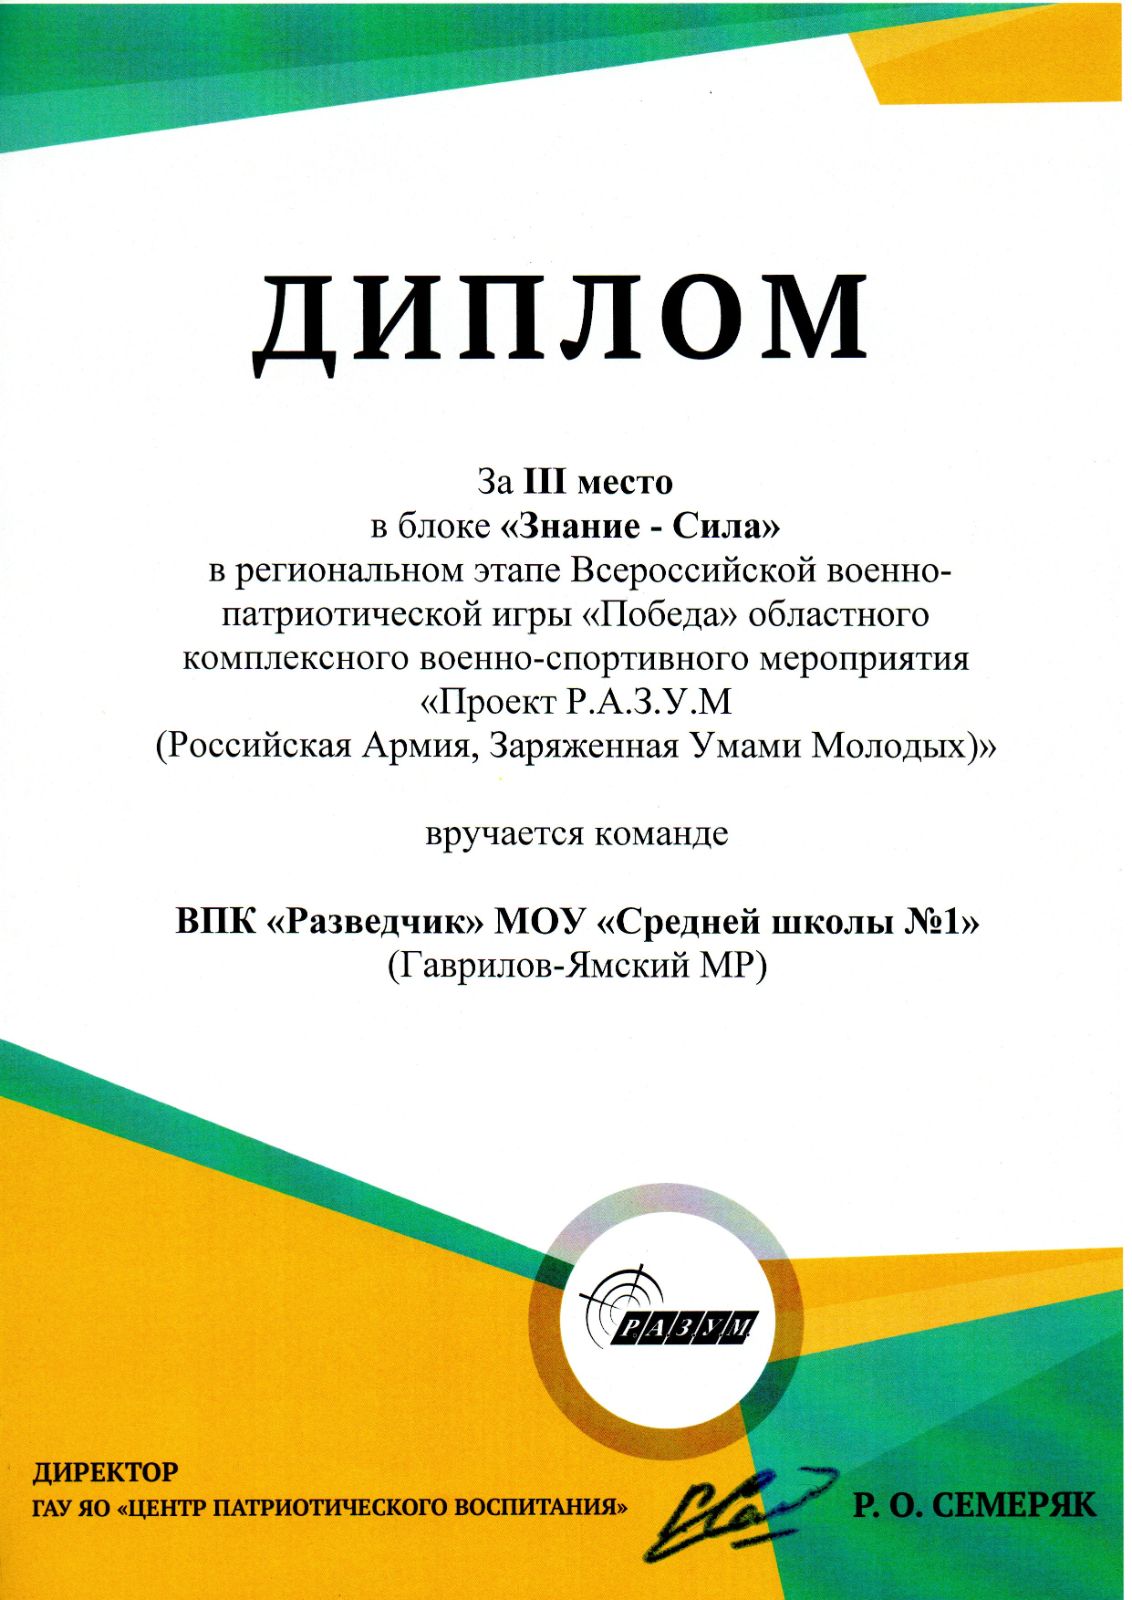 ДИПЛОМ
За III место
в блоке «Знание - Сила»
в региональном этапе Всероссийской военно-
патриотической игры «Победа» областного
комплексного военно-спортивного мероприятия
«Проект Р.А.З.У.М
(Российская Армия, Заряженная Умами Молодых)»
вручается команде
ВПК «Разведчик» МОУ «Средней школы №1»
(Гаврилов-Ямский МР)
Р.А.З.У.М.
ДИРЕКТОР
ГАУ ЯО «ЦЕНТР ПАТРИОТИЧЕСКОГО ВОСПИТАНИЯ»
Р. О. СЕМЕРЯК